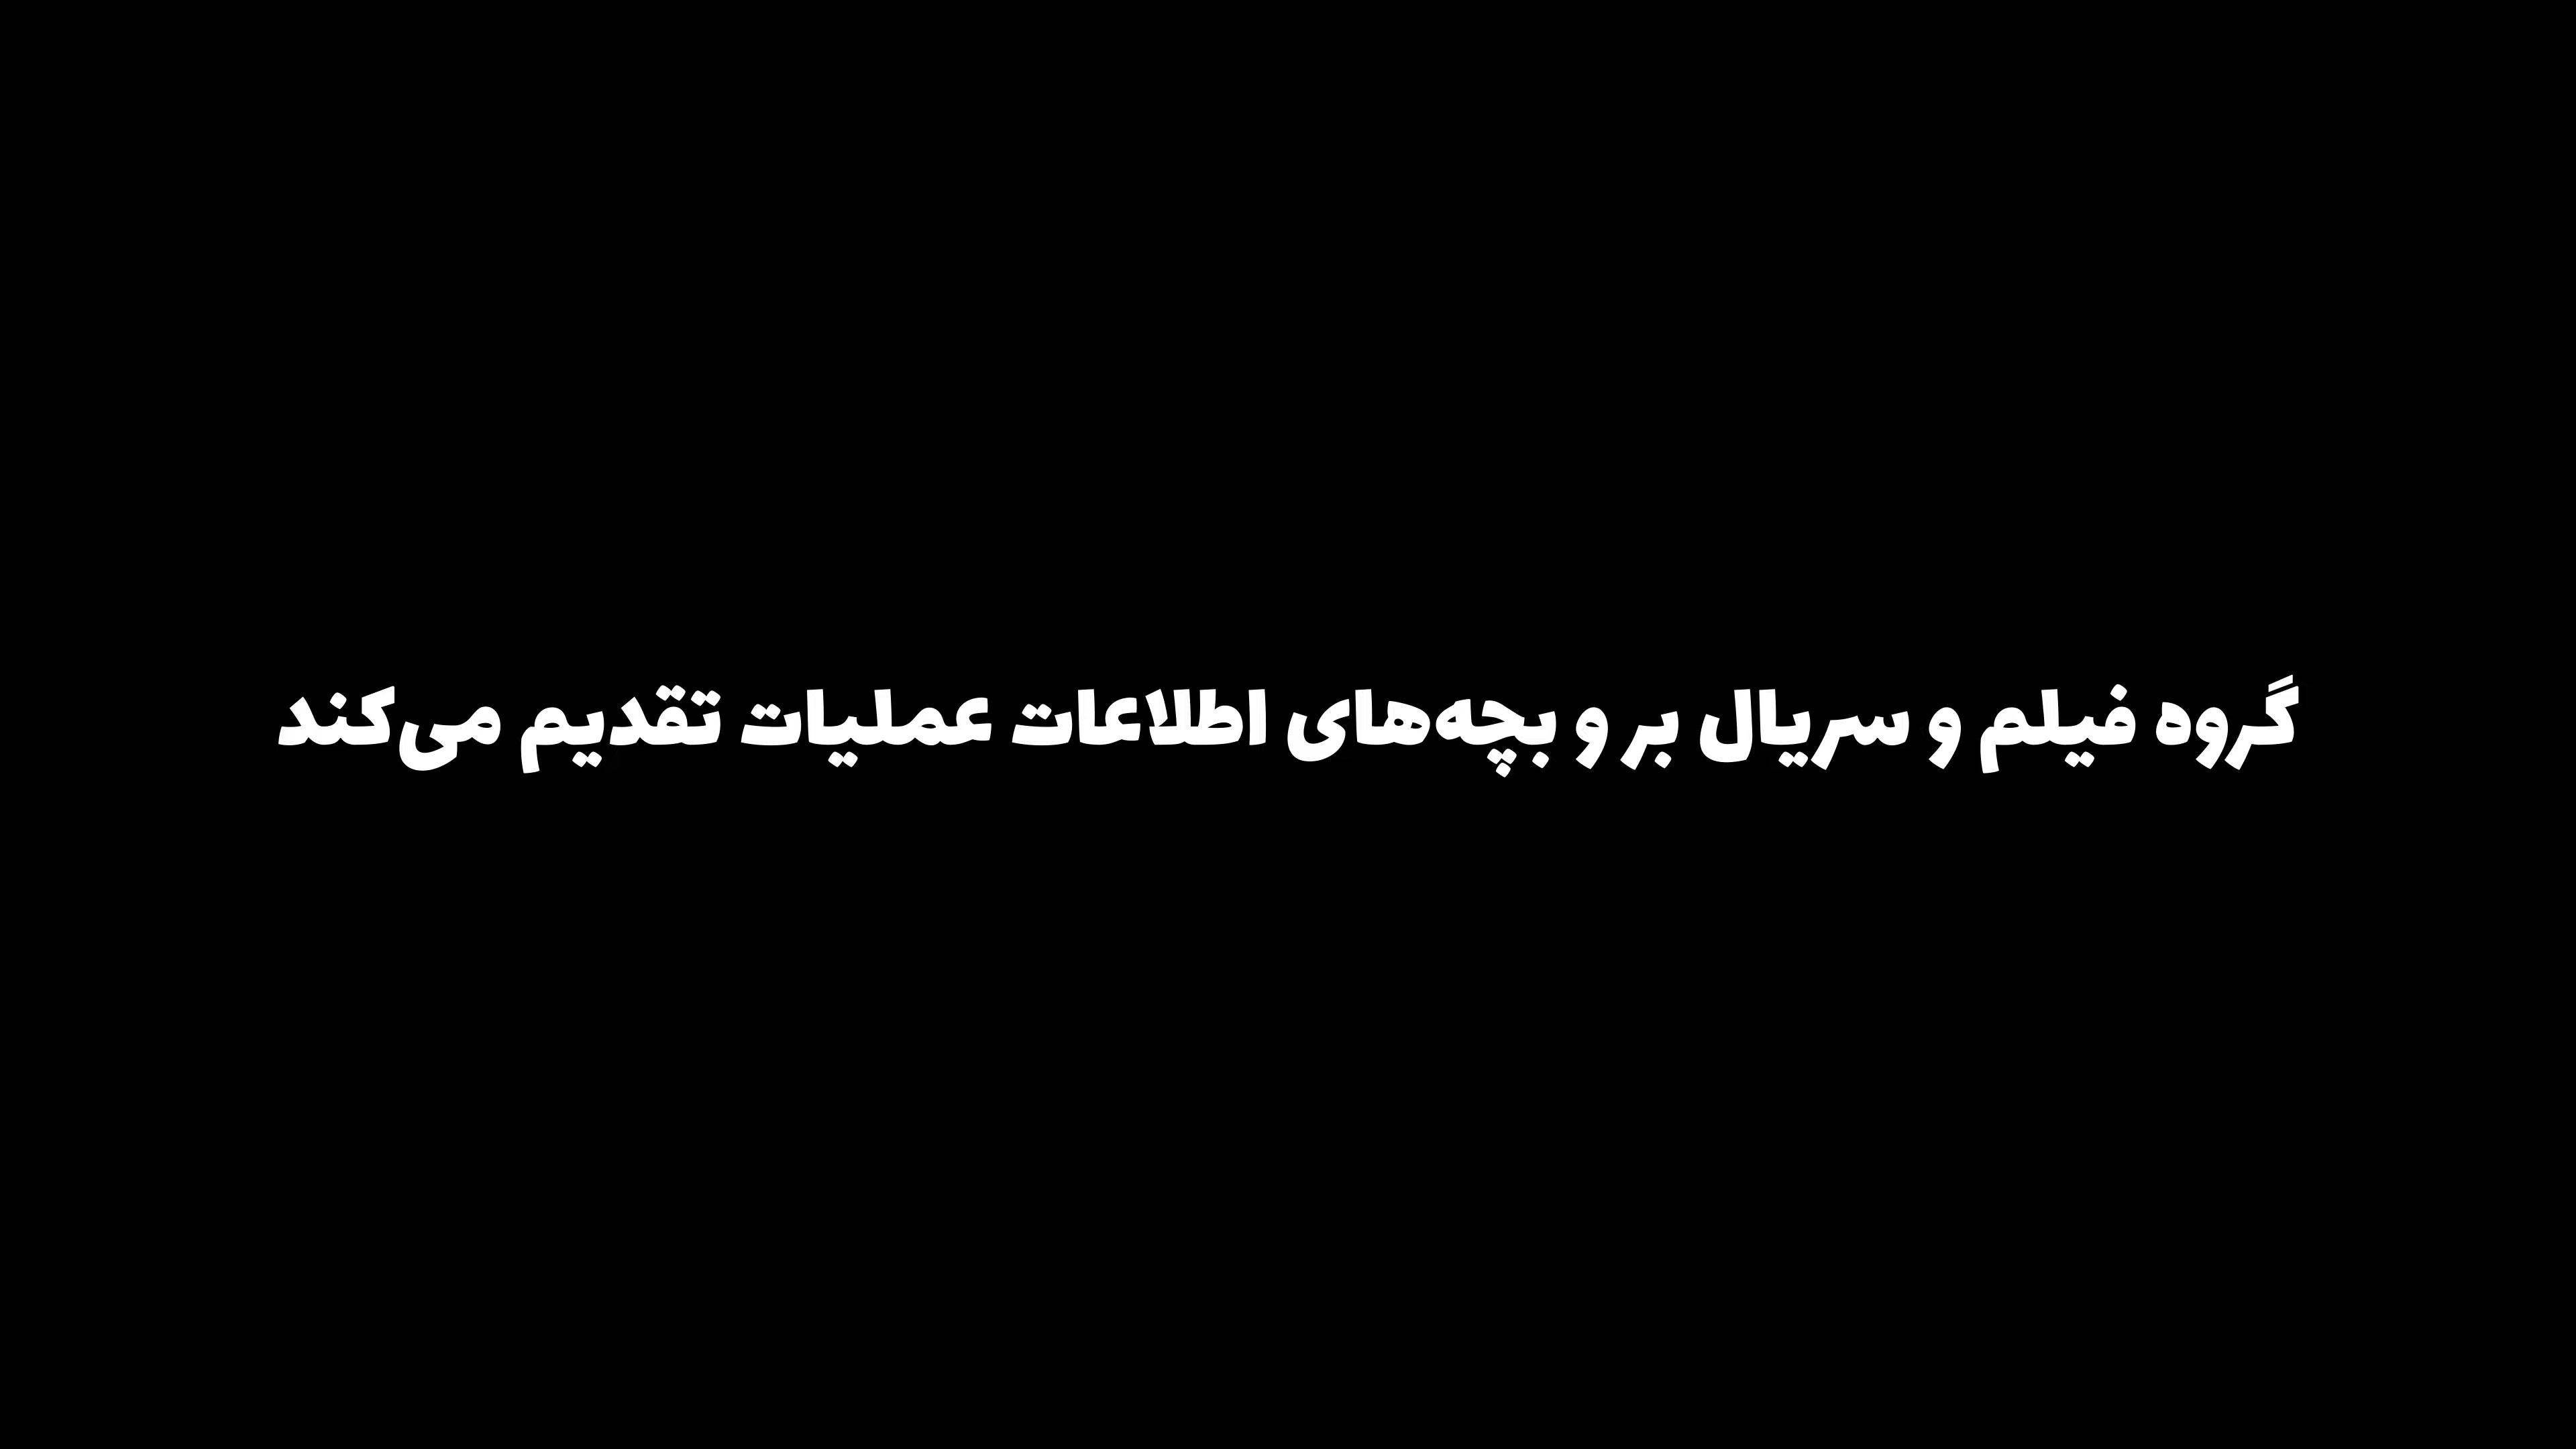 گروه فیلم و سریال بر و بچه‌های اطلاعات عملیات تقدیم می‌کند